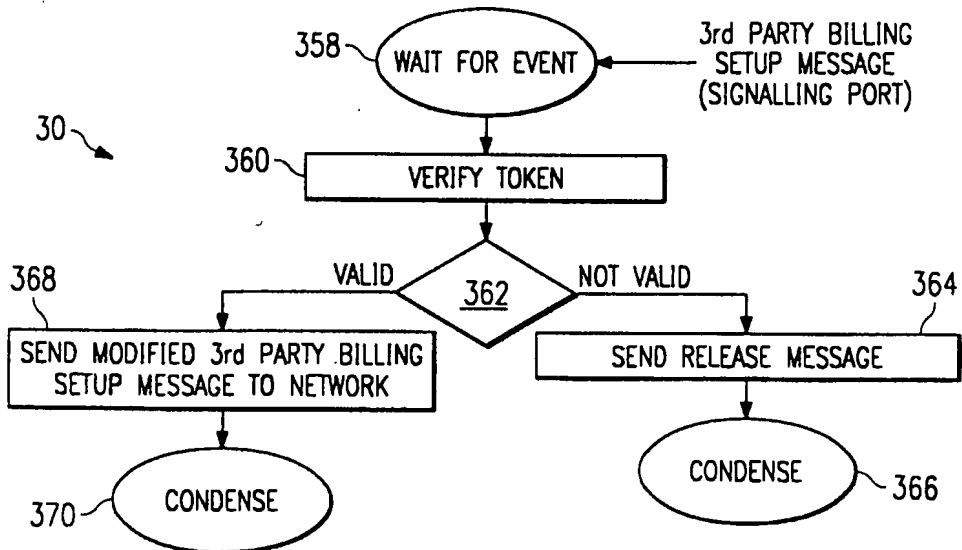 358
WAIT FOR EVENT
3rd PARTY BILLING
SETUP MESSAGE
(SIGNALLING PORT)
30
360
VERIFY TOKEN
368
VALID
362
NOT VALID
364
SEND MODIFIED 3rd PARTY BILLING
SETUP MESSAGE TO NETWORK
SEND RELEASE MESSAGE
370
CONDENSE
CONDENSE
366